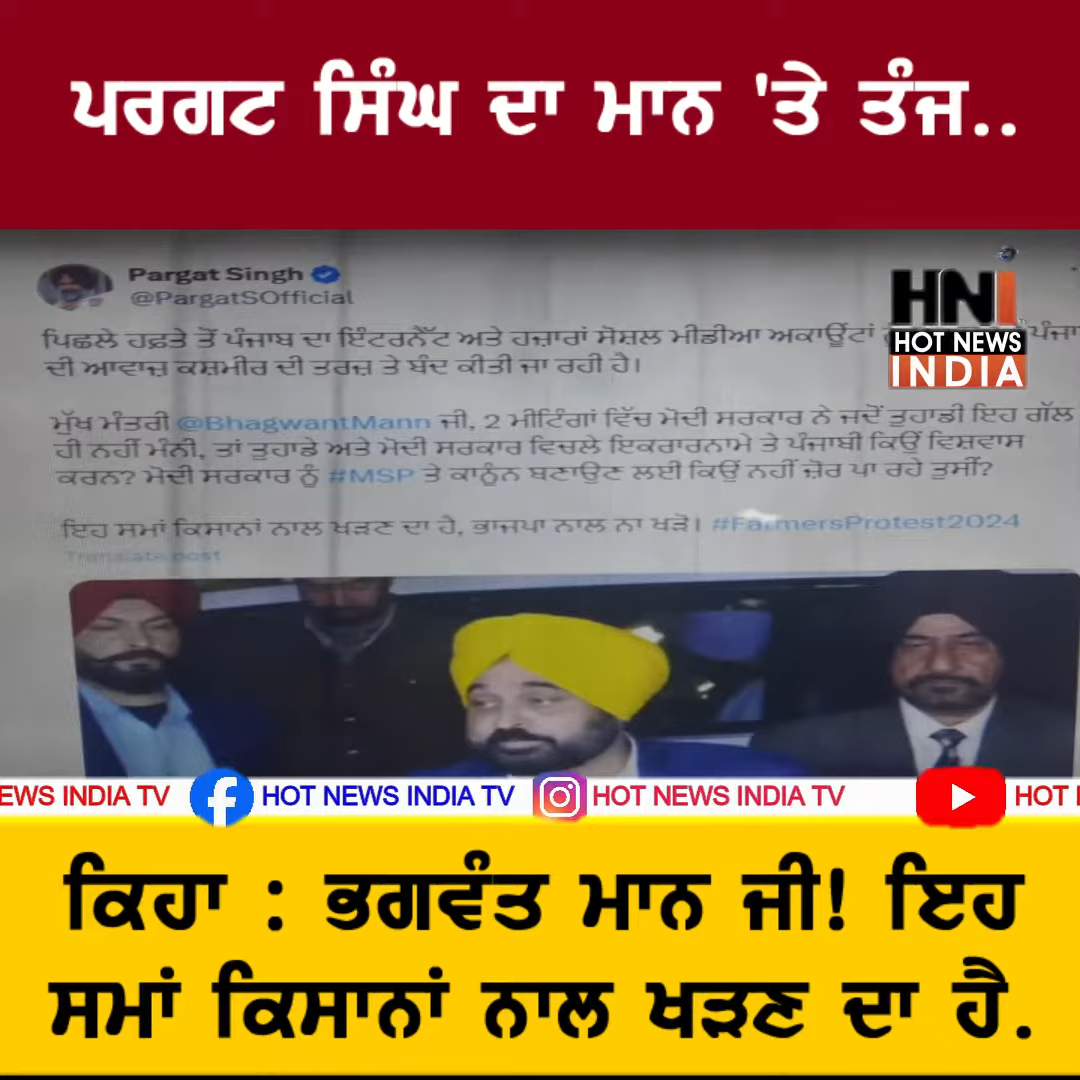 ਪਰਗਟ ਸਿੰਘ ਦਾ ਮਾਨ 'ਤੇ ਤੰਜ..
Pargat Singh
@PargatSOfficial
ਪਿਛਲੇ ਹਫ਼ਤੇ ਤੋਂ ਪੰਜਾਬ ਦਾ ਇੰਟਰਨੈੱਟ ਅਤੇ ਹਜ਼ਾਰਾਂ ਸੋਸ਼ਲ ਮੀਡੀਆ ਅਕਾਊਂਟਾਂ
ਦੀ ਆਵਾਜ਼ ਕਸ਼ਮੀਰ ਦੀ ਤਰਜ਼ ਤੇ ਬੰਦ ਕੀਤੀ ਜਾ ਰਹੀ ਹੈ।
HNI
HOT NEWS
INDIA
ਮੁੱਖ ਮੰਤਰੀ @BhagwantMann ਜੀ, 2 ਮੀਟਿੰਗਾਂ ਵਿੱਚ ਮੋਦੀ ਸਰਕਾਰ ਨੇ ਜਦੋਂ ਤੁਹਾਡੀ ਇਹ ਗੱਲ
ਹੀ ਨਹੀਂ ਮੰਨੀ, ਤਾਂ ਤੁਹਾਡੇ ਅਤੇ ਮੋਦੀ ਸਰਕਾਰ ਵਿਚਲੇ ਇਕਰਾਰਨਾਮੇ ਤੇ ਪੰਜਾਬੀ ਕਿਉਂ ਵਿਸ਼ਵਾਸ
ਕਰਨ? ਮੋਦੀ ਸਰਕਾਰ ਨੂੰ #MSP ਤੇ ਕਾਨੂੰਨ ਬਣਾਉਣ ਲਈ ਕਿਉਂ ਨਹੀਂ ਜ਼ੋਰ ਪਾ ਰਹੇ ਤੁਸੀਂ?
ਇਹ ਸਮਾਂ ਕਿਸਾਨਾਂ ਨਾਲ ਖੜਣ ਦਾ ਹੈ, ਭਾਜਪਾ ਨਾਲ ਨਾ ਖੜੋ। #FarmersProtest2024
Translate post
EWS INDIA TV HOT NEWS INDIA TV HOT NEWS INDIA TV HOT
ਕਿਹਾ : ਭਗਵੰਤ ਮਾਨ ਜੀ! ਇਹ
ਸਮਾਂ ਕਿਸਾਨਾਂ ਨਾਲ ਖੜਣ ਦਾ ਹੈ.